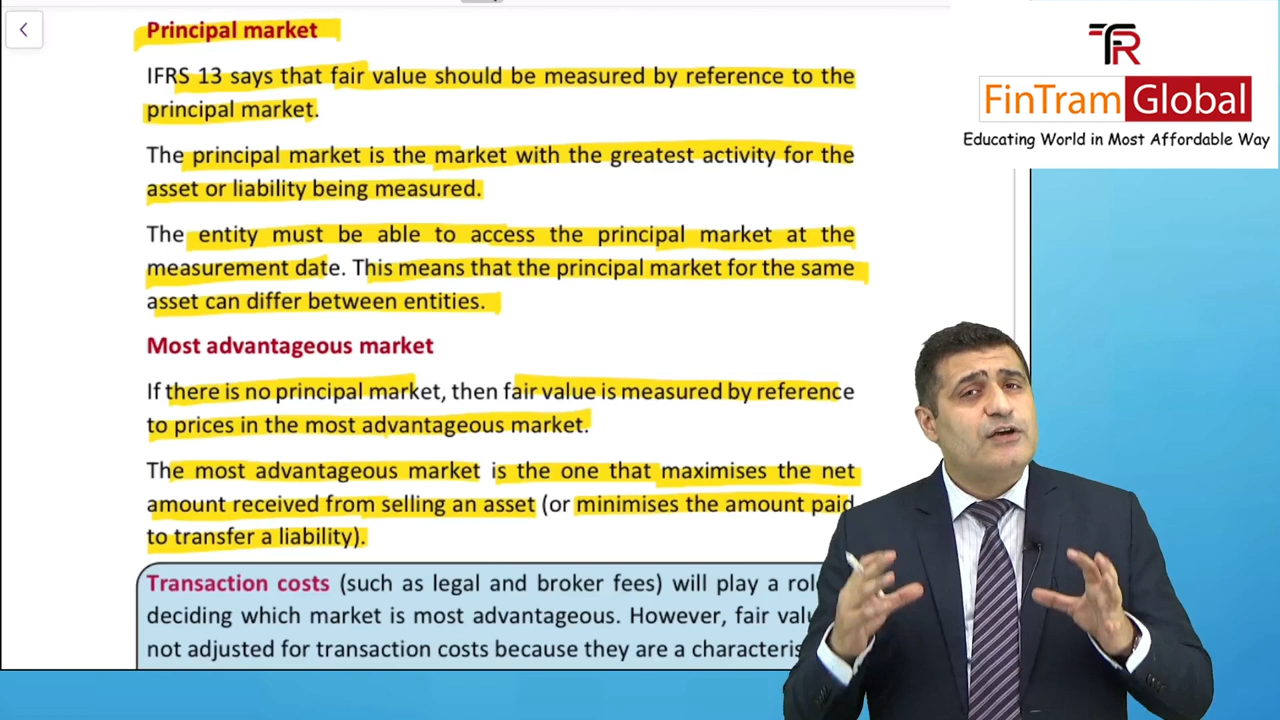 Principal market
IFRS 13 says that fair value should be measured by reference to the
principal market.
The principal market is the market with the greatest activity for the
asset or liability being measured.
The entity must be able to access the principal market at the
measurement date. This means that the principal market for the same
asset can differ between entities.
Most advantageous market
If there is no principal market, then fair value is measured by reference
to prices in the most advantageous market.
The most advantageous market is the one that maximises the net
amount received from selling an asset (or minimises the amount paid
to transfer a liability).
Transaction costs (such as legal and broker fees) will play a
deciding which market is most advantageous. However, fair
not adjusted for transaction costs because they are a
FinTram Global
Educating World in Most Affordable Way